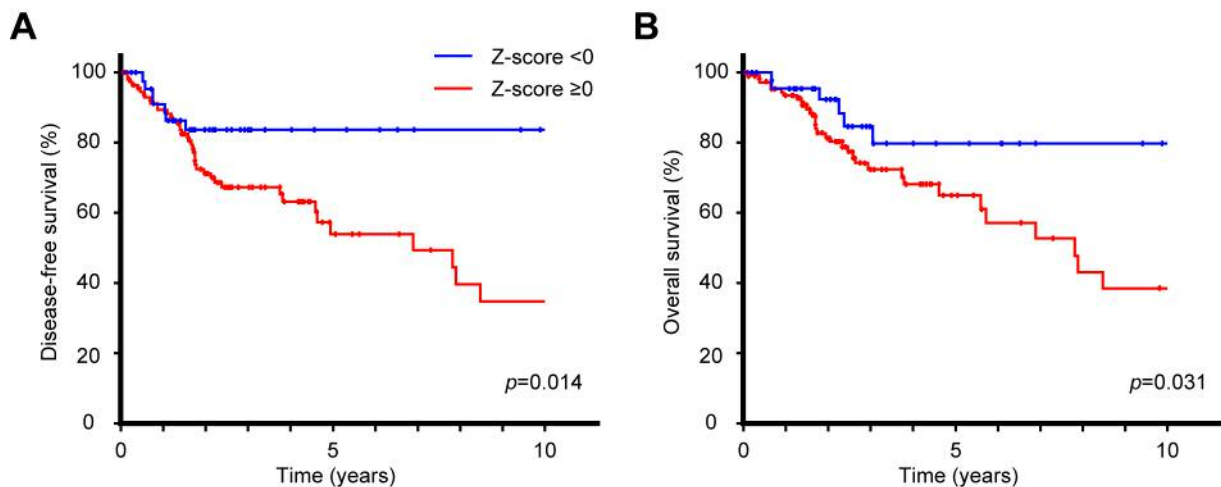 A
Z-score <0
Z-score ≥0
100
80
60
40
20
0
Disease-free survival (%)
p=0.014
0 5 10
Time (years)
B
100
80
60
40
20
0
Overall survival (%)
p=0.031
0 5 10
Time (years)